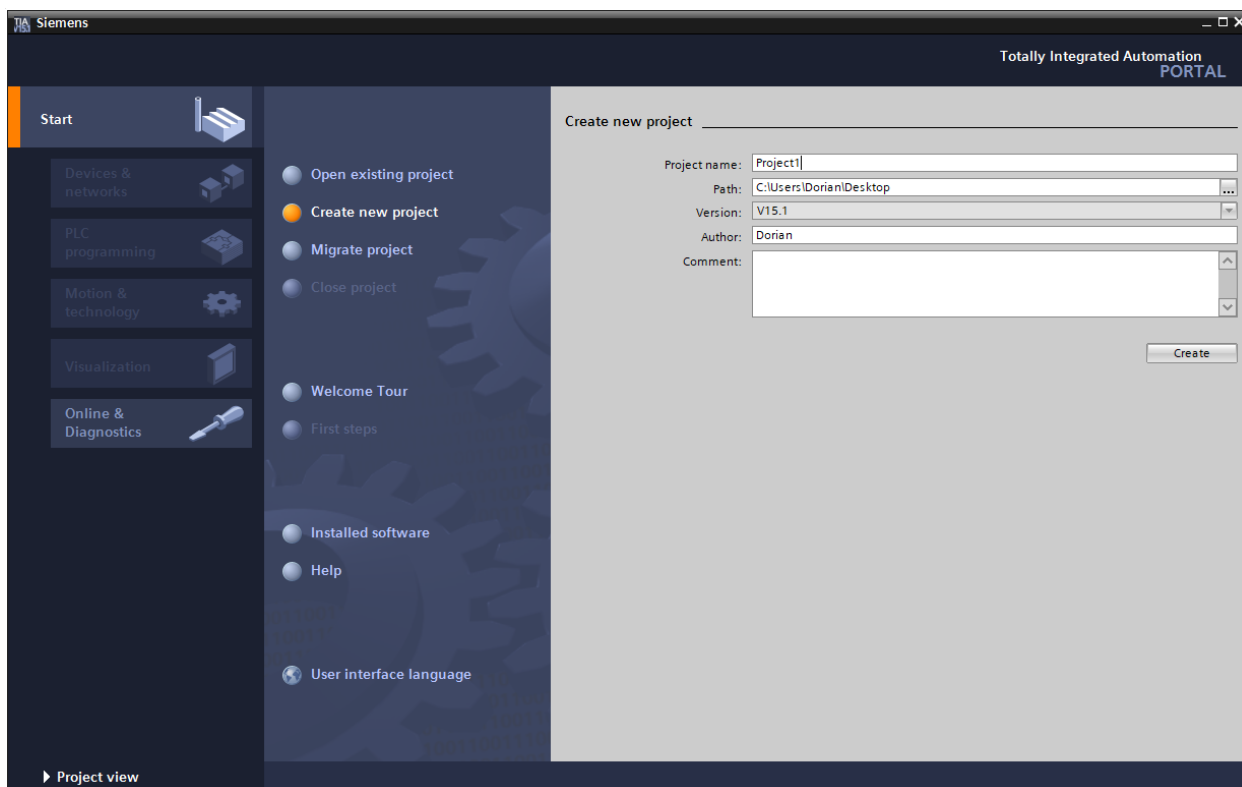 Siemens
Totally Integrated Automation
PORTAL
Start
Devices &
networks
PLC
programming
Motion &
technology
Visualization
Online &
Diagnostics
Open existing project
Create new project
Migrate project
Close project
Welcome Tour
First steps
Installed software
Help
User interface language
Create new project
Project name: Project1
Path: C:\Users\Dorian\Desktop
...
Version: V15.1
Author: Dorian
Comment:
Create
Project view